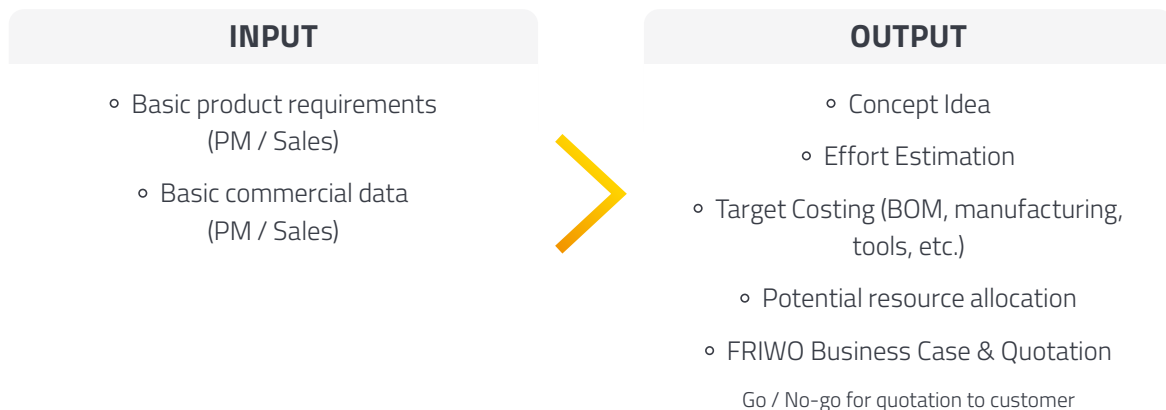 INPUT
Basic product requirements
(PM / Sales)
Basic commercial data
(PM / Sales)
OUTPUT
Concept Idea
Effort Estimation
Target Costing (BOM, manufacturing,
tools, etc.)
Potential resource allocation
FRIWO Business Case & Quotation
Go / No-go for quotation to customer